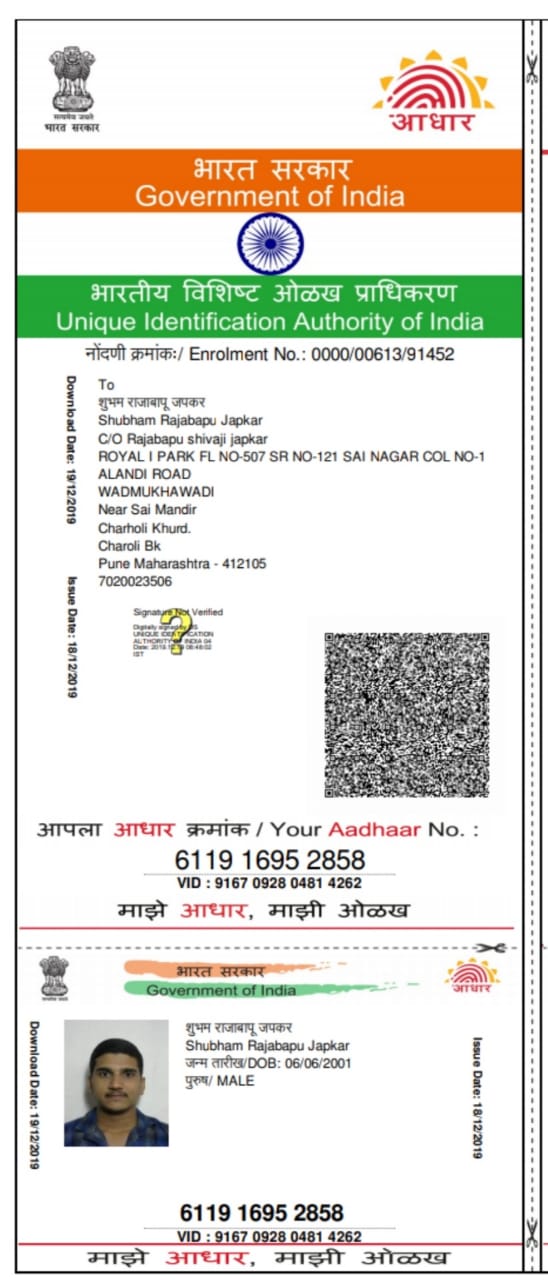 सत्यमेव जयते
भारत सरकार
आधार
भारत सरकार
Government of India
भारतीय विशिष्ट ओळख प्राधिकरण
Unique Identification Authority of India
नोंदणी क्रमांकः/ Enrolment No.: 0000/00613/91452
Download Date: 19/12/2019
Issue Date: 18/12/2019
To
शुभम राजाबापू जपकर
Shubham Rajabapu Japkar
C/O Rajabapu shivaji japkar
ROYAL I PARK FL NO-507 SR NO-121 SAI NAGAR COL NO-1
ALANDI ROAD
WADMUKHAWADI
Near Sai Mandir
Charholi Khurd.
Charoli Bk
Pune Maharashtra - 412105
7020023506
Signature Not Verified
Digitally signed by DS
UNIQUE IDENTIFICATION
AUTHORITY OF INDIA 04
IST
आपला आधार क्रमांक / Your Aadhaar No. :
6119 1695 2858
VID : 9167 0928 0481 4262
माझे आधार, माझी ओळख
भारत सरकार
Government of India
आधार
Download Date: 19/12/2019
शुभम राजाबापू जपकर
Shubham Rajabapu Japkar
जन्म तारीख/DOB: 06/06/2001
पुरुष/ MALE
Issue Date: 18/12/2019
6119 1695 2858
VID : 9167 0928 0481 4262
माझे आधार, माझी ओळख